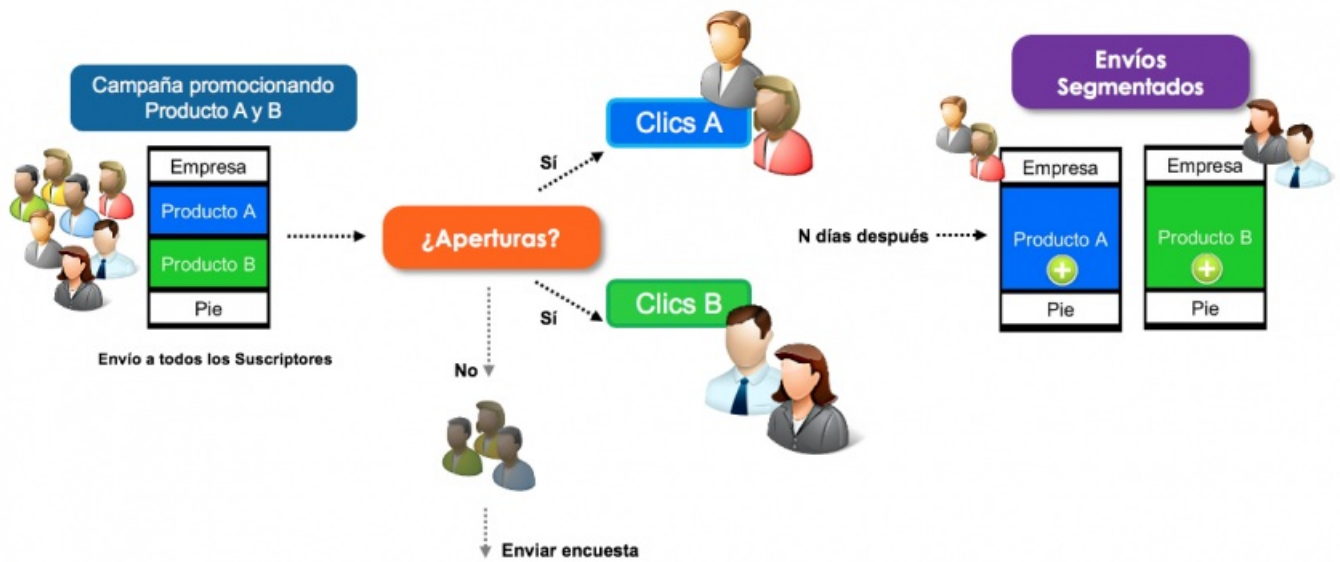 Campaña promocionando
Producto A y B
Empresa
Producto A
Producto B
Pie
Envío a todos los Suscriptores
¿Aperturas?
Sí
Clics A
Sí
Clics B
No
Enviar encuesta
N días después
Envíos
Segmentados
Empresa
Producto A
Pie
Empresa
Producto B
Pie